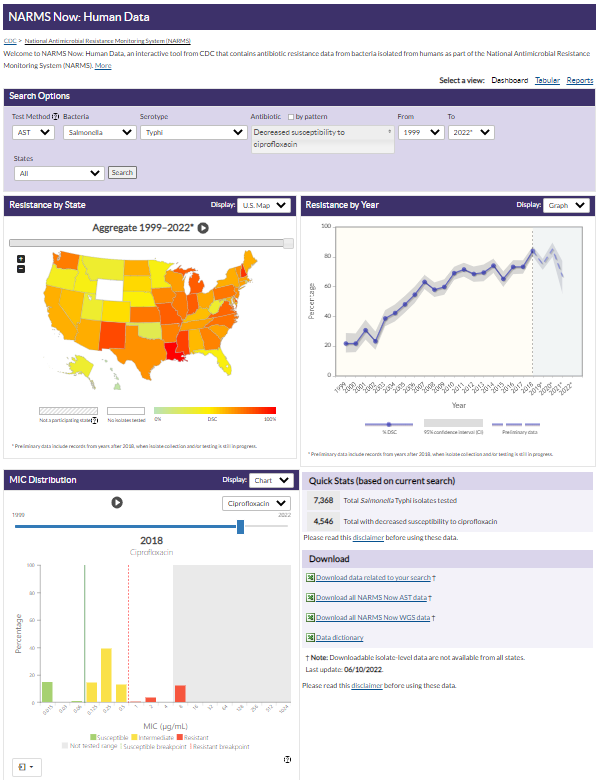 NARMS Now: Human Data
CDC > National Antimicrobial Resistance Monitoring System (NARMS)
Welcome to NARMS Now: Human Data, an interactive tool from CDC that contains antibiotic resistance data from bacteria isolated from humans as part of the National Antimicrobial Resistance
Monitoring System (NARMS). More
Select a view: Dashboard Tabular Reports
Search Options
Test Method Bacteria Serotype Antibiotic by pattern From To
AST Salmonella Typhi Decreased susceptibility to ciprofloxacin 1999 2022*
States
All Search
Resistance by State Display: U.S. Map
Aggregate 1999–2022*
Not a participating state No isolates tested 0% DSC 100%
* Preliminary data include records from years after 2018, when isolate collection and/or testing is still in progress.
Resistance by Year Display: Graph
Percentage
100
80
60
40
20
0
1999 2000 2001 2002 2003 2004 2005 2006 2007 2008 2009 2010 2011 2012 2013 2014 2015 2016 2017 2018 2019* 2020* 2021* 2022*
Year
% DSC 95% confidence interval (CI) Preliminary data
* Preliminary data include records from years after 2018, when isolate collection and/or testing is still in progress.
MIC Distribution Display: Chart
Ciprofloxacin
1999 2022
2018
Ciprofloxacin
Percentage
100
80
60
40
20
0
0.015 0.03 0.06 0.125 0.25 0.5 1 2 4 8 16 32 64 128 256 512 1024
MIC (µg/mL)
Susceptible Intermediate Resistant
Not tested range Susceptible breakpoint Resistant breakpoint
Quick Stats (based on current search)
7,368 Total Salmonella Typhi isolates tested
4,546 Total with decreased susceptibility to ciprofloxacin
Please read this disclaimer before using these data.
Download
Download data related to your search †
Download all NARMS Now AST data †
Download all NARMS Now WGS data †
Data dictionary
† Note: Downloadable isolate-level data are not available from all states.
Last update: 06/10/2022.
Please read this disclaimer before using these data.